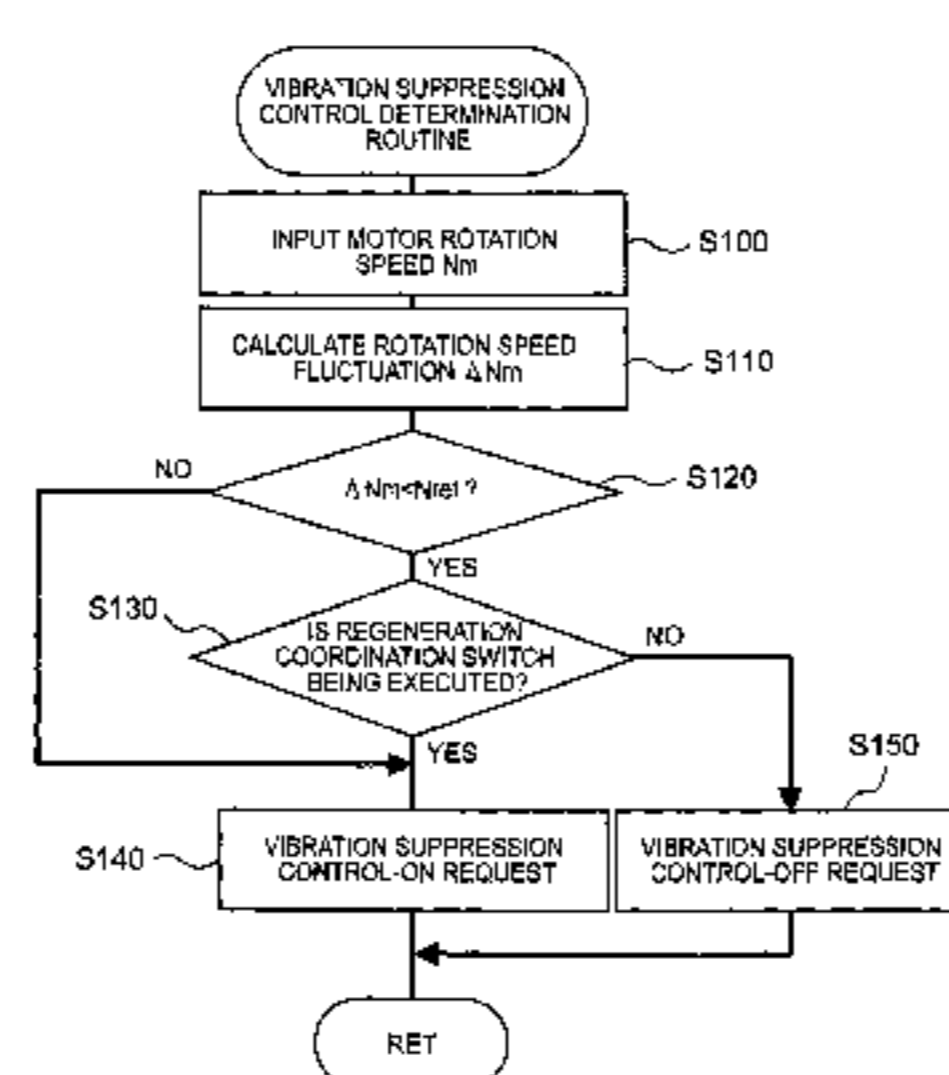 VIBRATION SUPPRESSION
CONTROL DETERMINATION
ROUTINE
INPUT MOTOR ROTATION
SPEED Nm
S100
CALCULATE ROTATION SPEED
FLUCTUATION ΔNm
S110
NO
ΔNm<Nref ?
S120
YES
S130
IS REGENERATION
COORDINATION SWITCH
BEING EXECUTED?
NO
YES
S150
S140
VIBRATION SUPPRESSION
CONTROL-ON REQUEST
VIBRATION SUPPRESSION
CONTROL-OFF REQUEST
RET